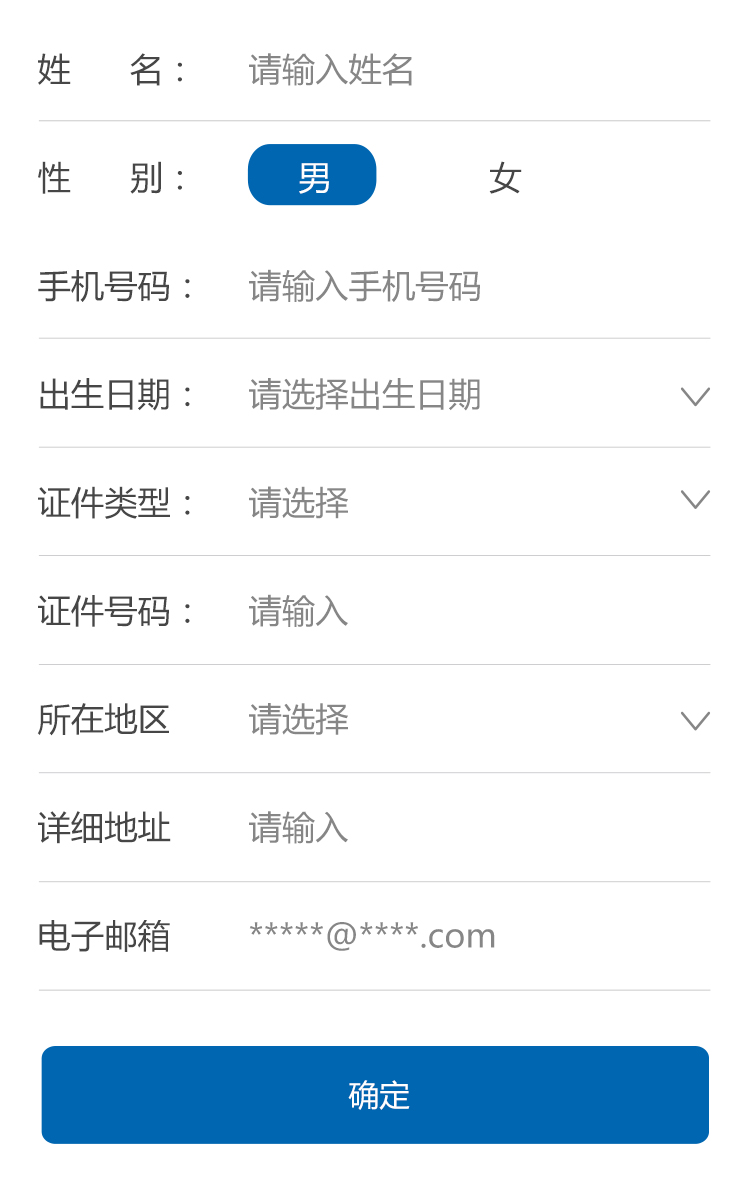 姓 名： 请输入姓名
性 别： 男 女
手机号码： 请输入手机号码
出生日期： 请选择出生日期
证件类型： 请选择
证件号码： 请输入
所在地区 请选择
详细地址 请输入
电子邮箱 *****@****.com
确定